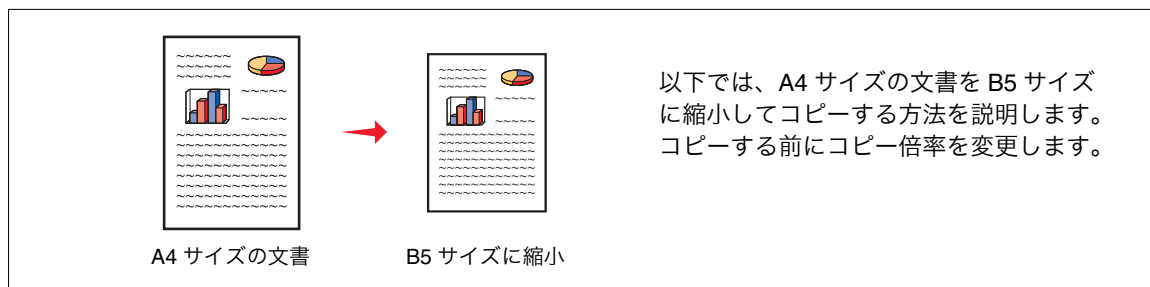 A4 サイズの文書
B5 サイズに縮小
以下では、A4 サイズの文書を B5 サイズ
に縮小してコピーする方法を説明します。
コピーする前にコピー倍率を変更します。